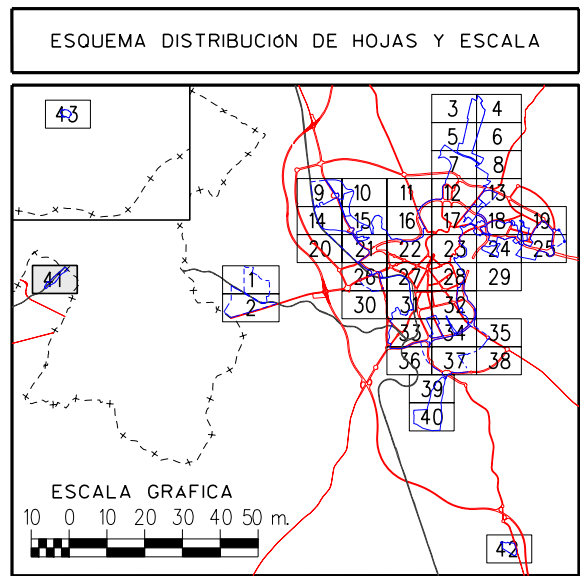 ESQUEMA DISTRIBUCIóN DE HOJAS Y ESCALA
43
3 4
5 6
7 8
9 10 11 12 13
14 15 16 17 18 19
20 21 22 23 24 25
41 1 26 27 28 29
2 30 31 32
33 34 35
36 37 38
39
40
ESCALA GRáFICA
10 0 10 20 30 40 50 m.
42